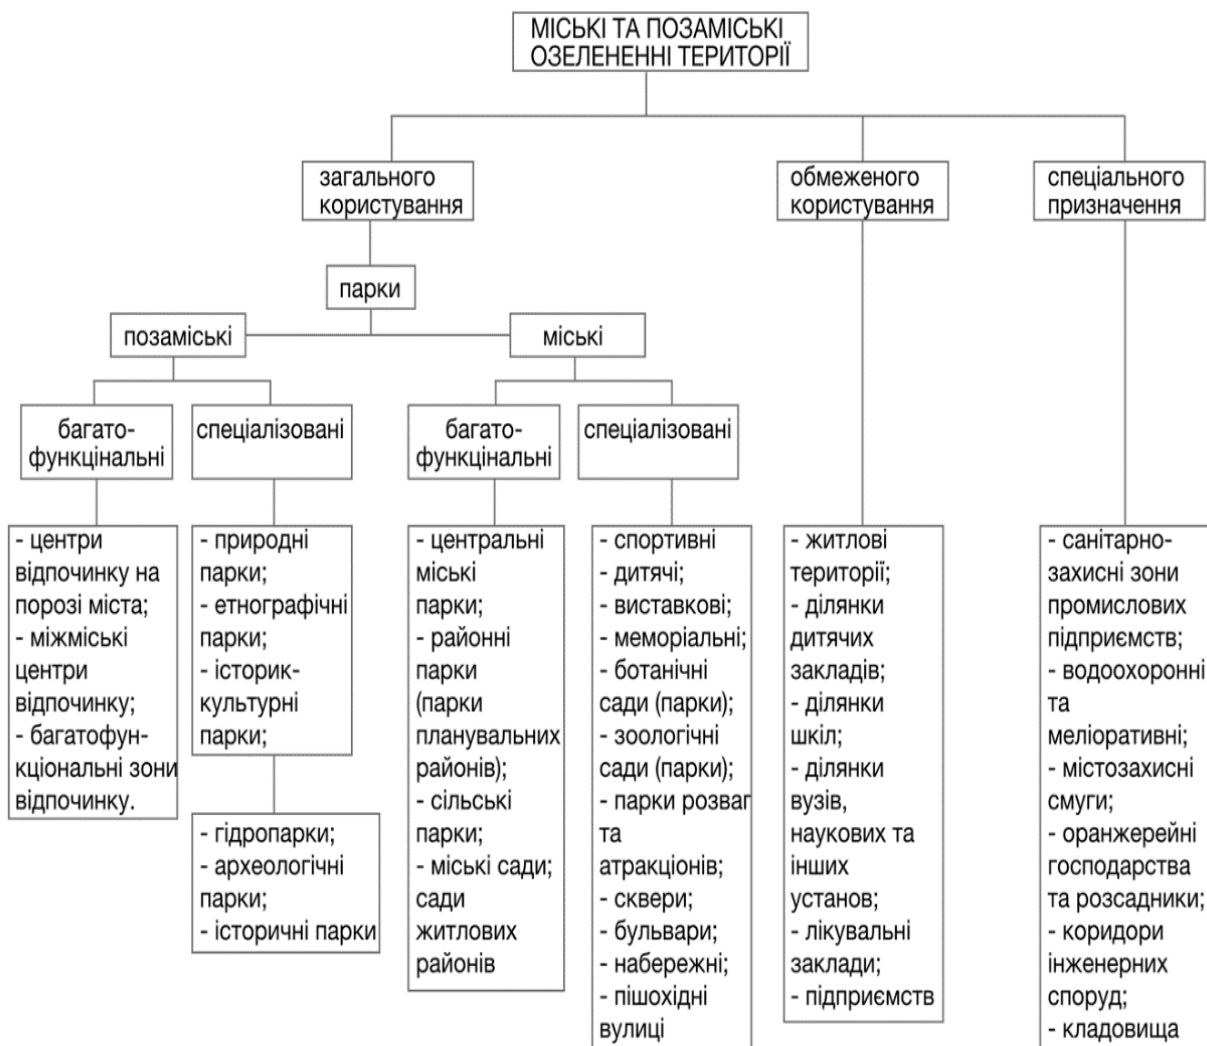 МІСЬКІ ТА ПОЗАМІСЬКІ
ОЗЕЛЕНЕННІ ТЕРИТОРІЇ
загального
користування
обмеженого
користування
спеціального
призначення
парки
позаміські
міські
багато-
функцінальні
спеціалізовані
багато-
функцінальні
спеціалізовані
- центри
відпочинку на
порозі міста;
- міжміські
центри
відпочинку;
- багатофун-
кціональні зони
відпочинку.
- природні
парки;
- етнографічні
парки;
- історик-
культурні
парки;
- гідропарки;
- археологічні
парки;
- історичні парки
- центральні
міські
парки;
- районні
парки
(парки
планувальних
районів);
- сільські
парки;
- міські сади;
сади
житлових
районів
- спортивні
- дитячі;
- виставкові;
- меморіальні;
- ботанічні
сади (парки);
- зоологічні
сади (парки);
- парки розваг
та
атракціонів;
- сквери;
- бульвари;
- набережні;
- пішохідні
вулиці
- житлові
території;
- ділянки
дитячих
закладів;
- ділянки
шкіл;
- ділянки
вузів,
наукових та
інших
установ;
- лікувальні
заклади;
- підприємств
- санітарно-
захисні зони
промислових
підприємств;
- водоохоронні
та
меліоративні;
- містозахисні
смуги;
- оранжерейні
господарства
та розсадники;
- коридори
інженерних
споруд;
- кладовища